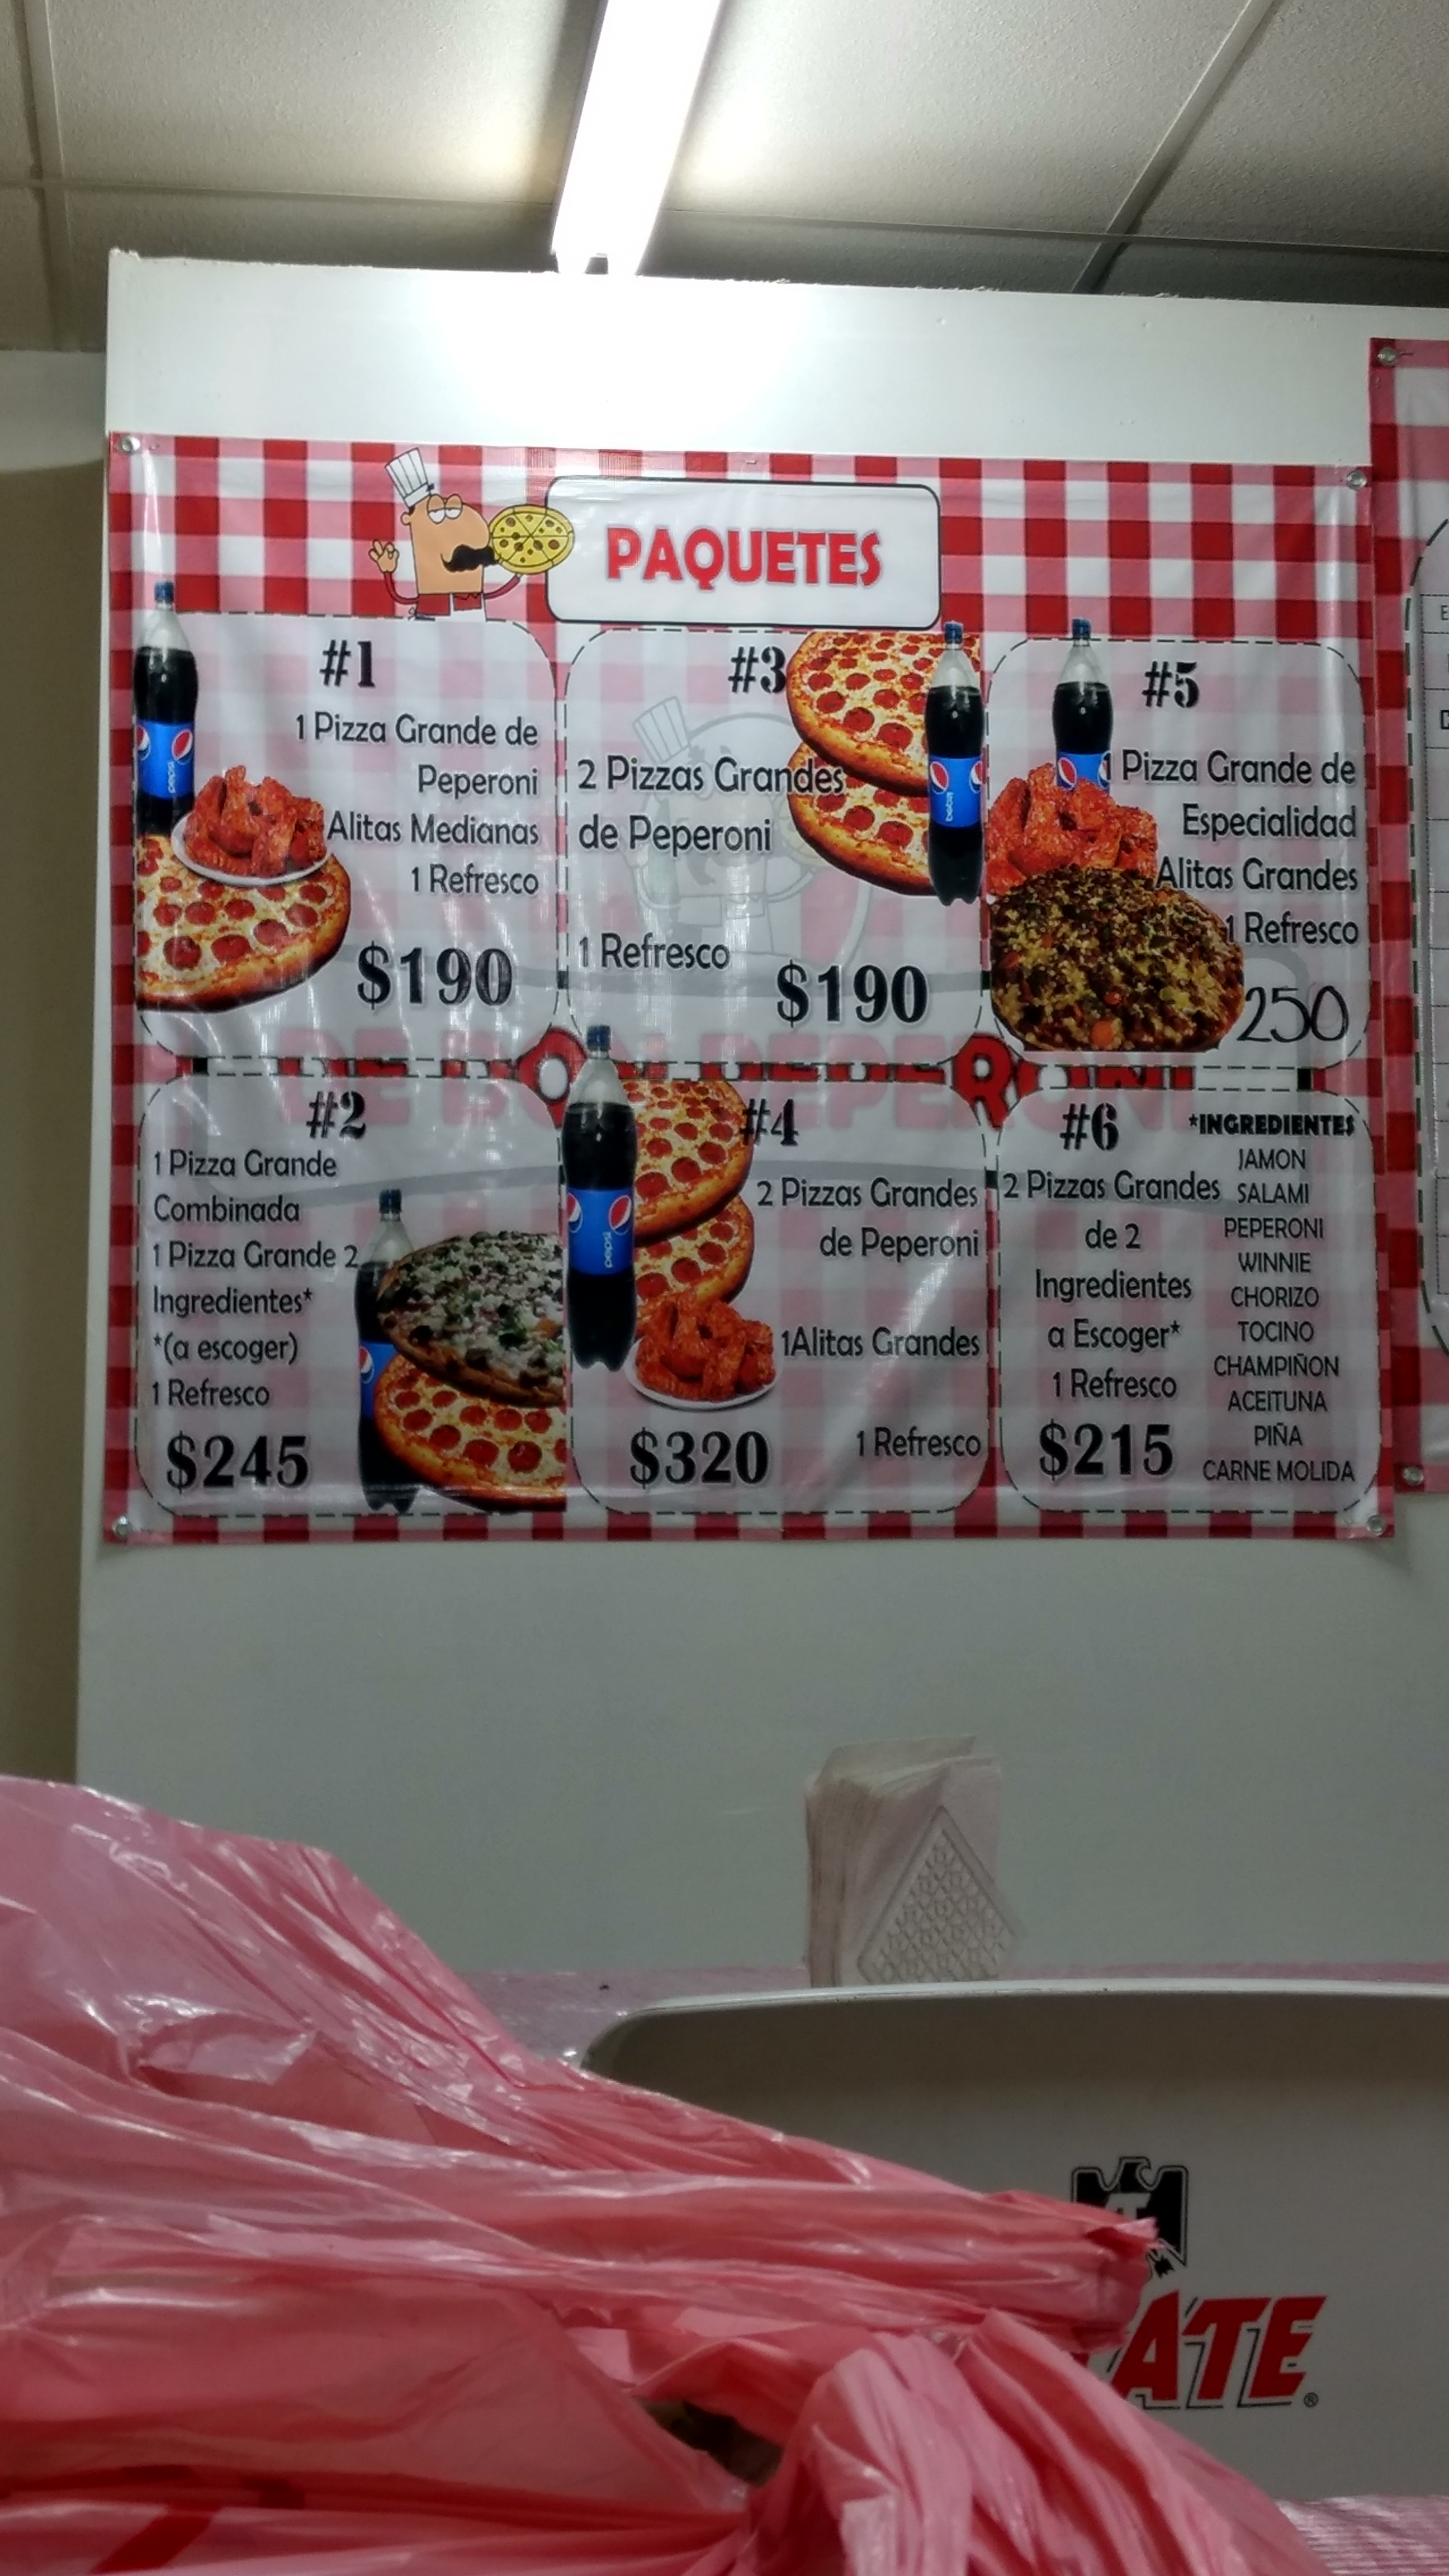 PAQUETES
#1
1 Pizza Grande de
Peperoni
Alitas Medianas
1 Refresco
$190
pepsi
#3
2 Pizzas Grandes
de Peperoni
1 Refresco
$190
pepsi
#5
1 Pizza Grande de
Especialidad
Alitas Grandes
1 Refresco
250
#2
1 Pizza Grande
Combinada
1 Pizza Grande 2
Ingredientes*
*(a escoger)
1 Refresco
$245
#4
2 Pizzas Grandes
de Peperoni
1Alitas Grandes
1 Refresco
$320
pepsi
#6
2 Pizzas Grandes
de 2
Ingredientes
a Escoger*
1 Refresco
$215
*INGREDIENTES
JAMON
SALAMI
PEPERONI
WINNIE
CHORIZO
TOCINO
CHAMPIÑON
ACEITUNA
PIÑA
CARNE MOLIDA
ATE®